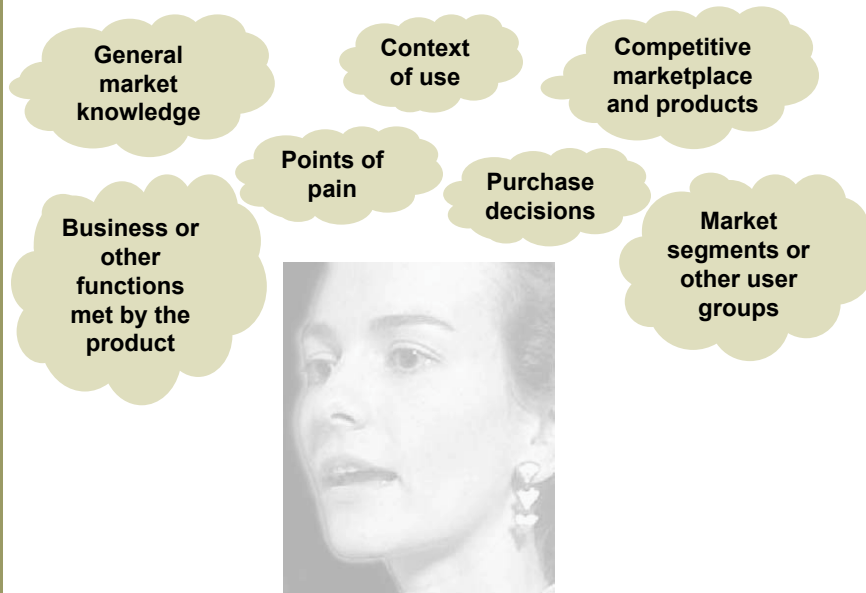 General
market
knowledge
Context
of use
Competitive
marketplace
and products
Points of
pain
Purchase
decisions
Business or
other
functions
met by the
product
Market
segments or
other user
groups